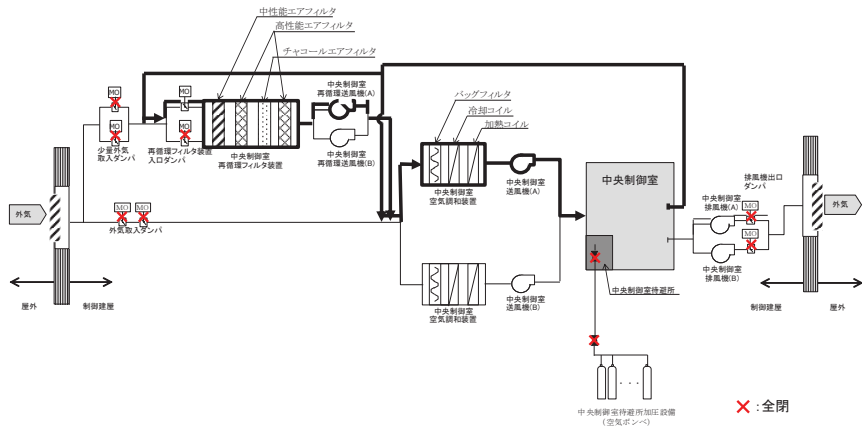 中性能エアフィルタ
高性能エアフィルタ
チャコールエアフィルタ
MO
MO
MO
MO
少量外気
取入ダンパ
再循環フィルタ装置
入口ダンパ
中央制御室
再循環フィルタ装置
中央制御室
再循環送風機(A)
中央制御室
再循環送風機(B)
バッグフィルタ
冷却コイル
加熱コイル
中央制御室
空気調和装置
中央制御室
送風機(A)
中央制御室
排風機出口
ダンパ
中央制御室
排風機(A)
MO
MO
中央制御室
排風機(B)
外気
外気
MO
MO
外気取入ダンパ
中央制御室待避所
屋外
制御建屋
中央制御室
空気調和装置
中央制御室
送風機(B)
制御建屋
屋外
・・・
中央制御室待避所加圧設備
(空気ボンベ)
:全閉